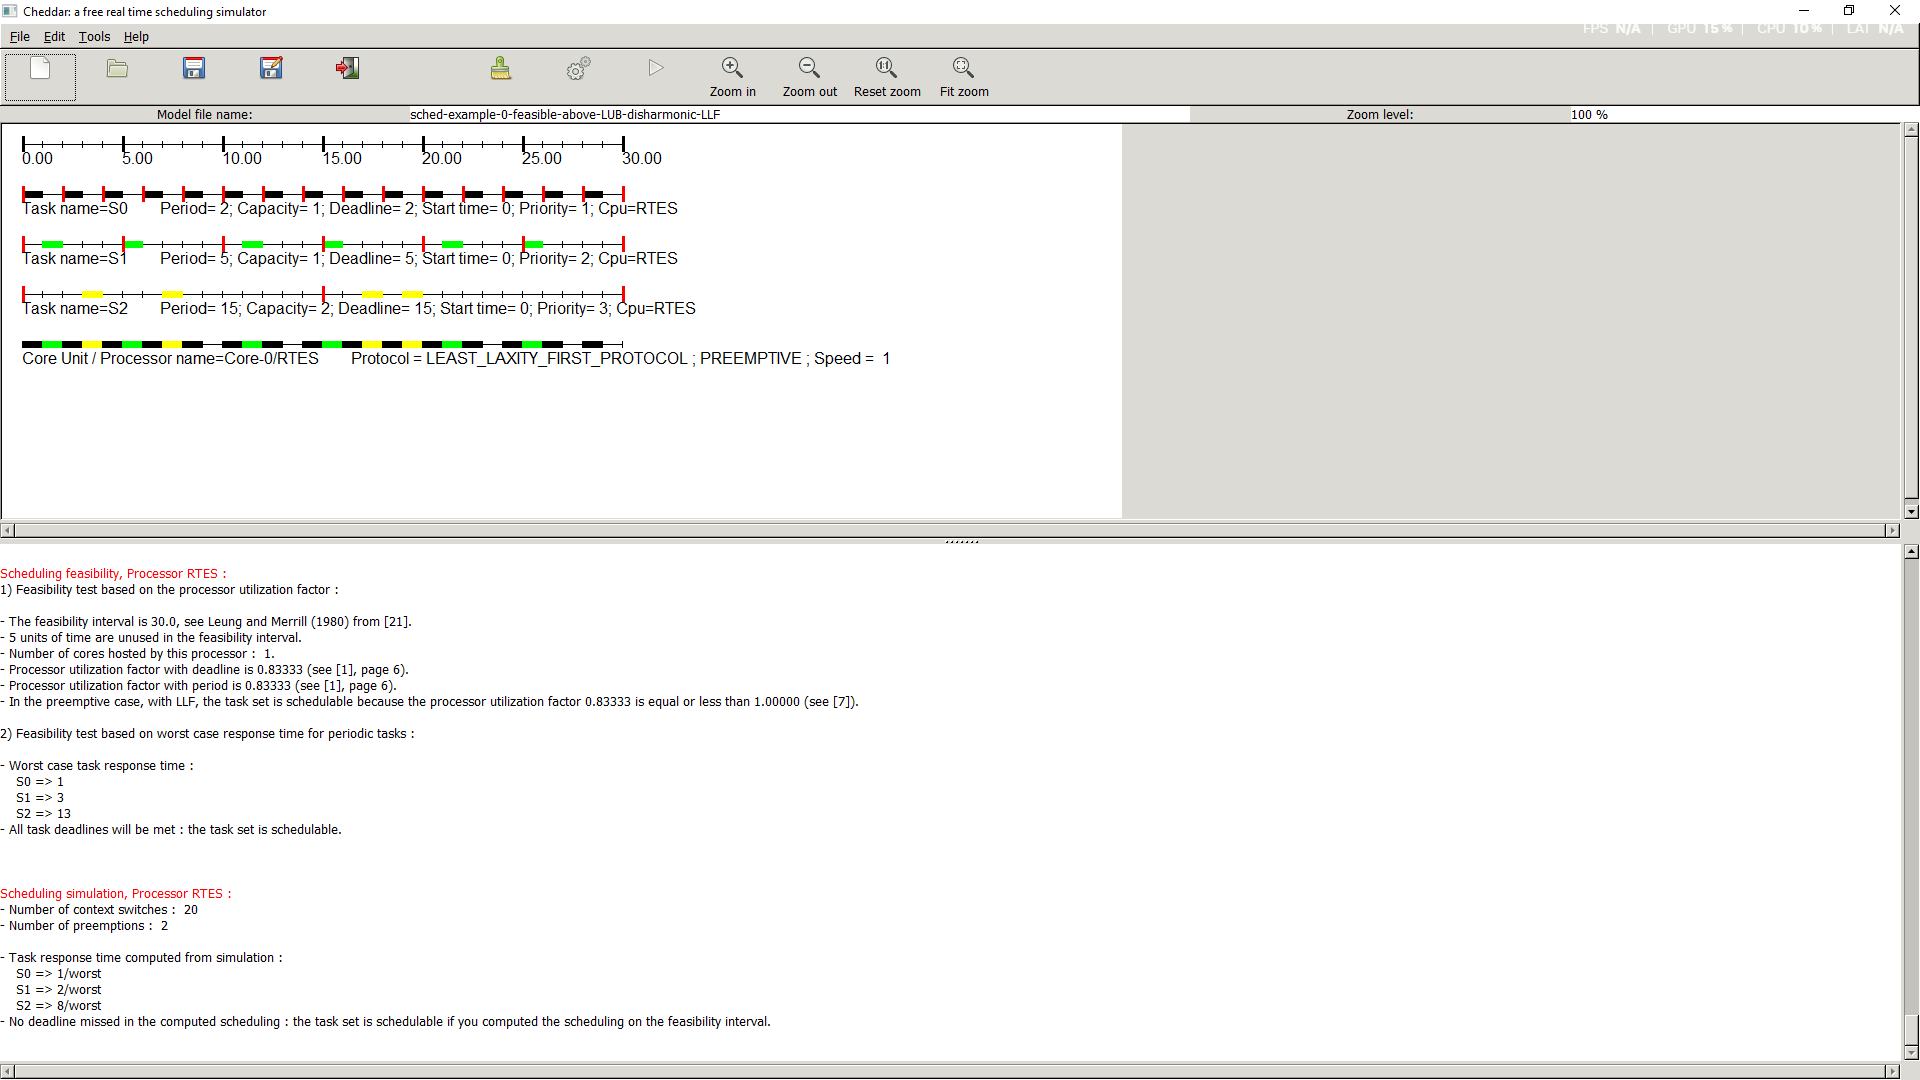 Cheddar: a free real time scheduling simulator
FPS N/A | GPU 15% | CPU 10% | LAT N/A
File Edit Tools Help
Zoom in Zoom out Reset zoom Fit zoom
Model file name: sched-example-0-feasible-above-LUB-disharmonic-LLF Zoom level: 100 %
0.00 5.00 10.00 15.00 20.00 25.00 30.00
Task name=S0 Period= 2; Capacity= 1; Deadline= 2; Start time= 0; Priority= 1; Cpu=RTES
Task name=S1 Period= 5; Capacity= 1; Deadline= 5; Start time= 0; Priority= 2; Cpu=RTES
Task name=S2 Period= 15; Capacity= 2; Deadline= 15; Start time= 0; Priority= 3; Cpu=RTES
Core Unit / Processor name=Core-0/RTES Protocol = LEAST_LAXITY_FIRST_PROTOCOL ; PREEMPTIVE ; Speed = 1
Scheduling feasibility, Processor RTES :
1) Feasibility test based on the processor utilization factor :
- The feasibility interval is 30.0, see Leung and Merrill (1980) from [21].
- 5 units of time are unused in the feasibility interval.
- Number of cores hosted by this processor : 1.
- Processor utilization factor with deadline is 0.83333 (see [1], page 6).
- Processor utilization factor with period is 0.83333 (see [1], page 6).
- In the preemptive case, with LLF, the task set is schedulable because the processor utilization factor 0.83333 is equal or less than 1.00000 (see [7]).
2) Feasibility test based on worst case response time for periodic tasks :
- Worst case task response time :
S0 => 1
S1 => 3
S2 => 13
- All task deadlines will be met : the task set is schedulable.
Scheduling simulation, Processor RTES :
- Number of context switches : 20
- Number of preemptions : 2
- Task response time computed from simulation :
S0 => 1/worst
S1 => 2/worst
S2 => 8/worst
- No deadline missed in the computed scheduling : the task set is schedulable if you computed the scheduling on the feasibility interval.